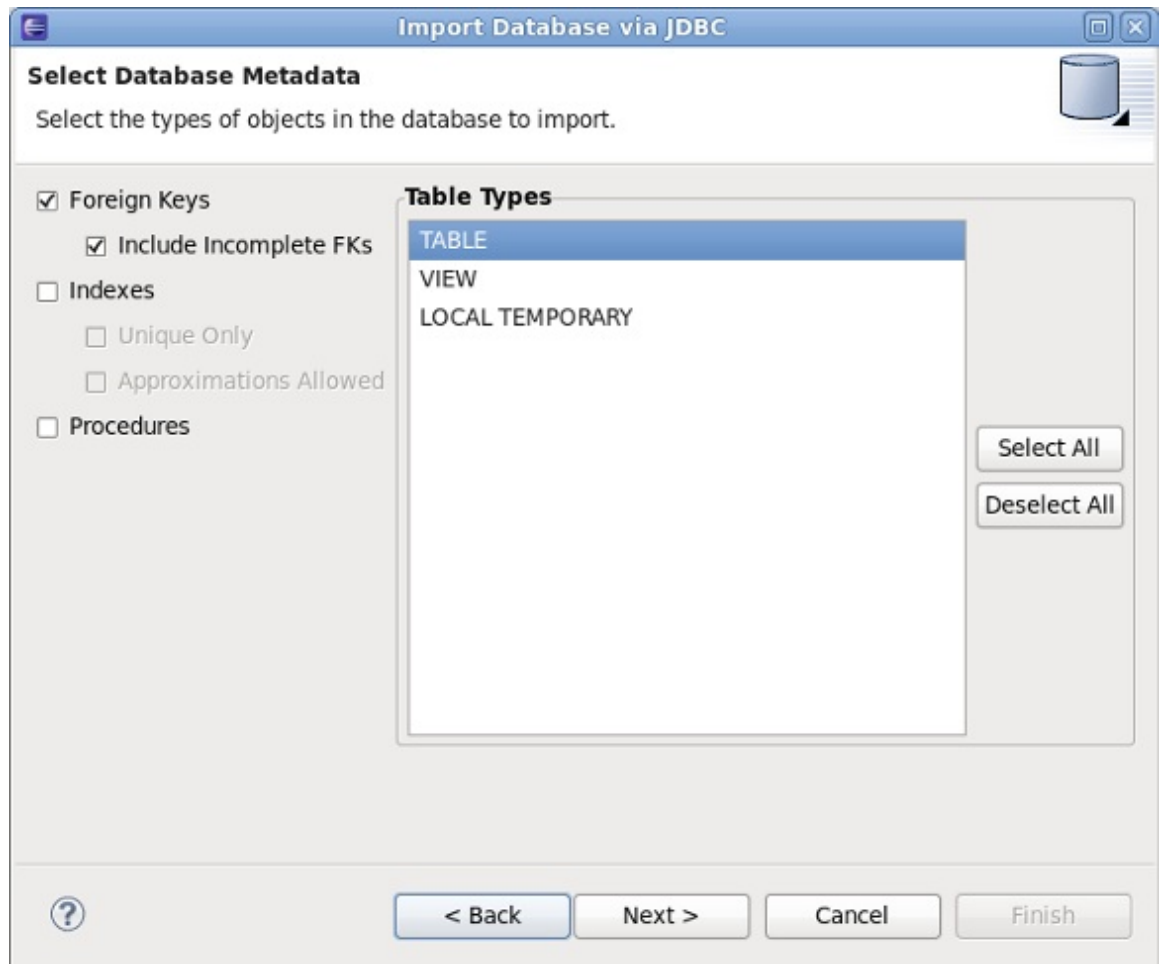 Import Database via JDBC
Select Database Metadata
Select the types of objects in the database to import.
Foreign Keys
Include Incomplete FKs
Indexes
Unique Only
Approximations Allowed
Procedures
Table Types
TABLE
VIEW
LOCAL TEMPORARY
Select All
Deselect All
?
< Back
Next >
Cancel
Finish